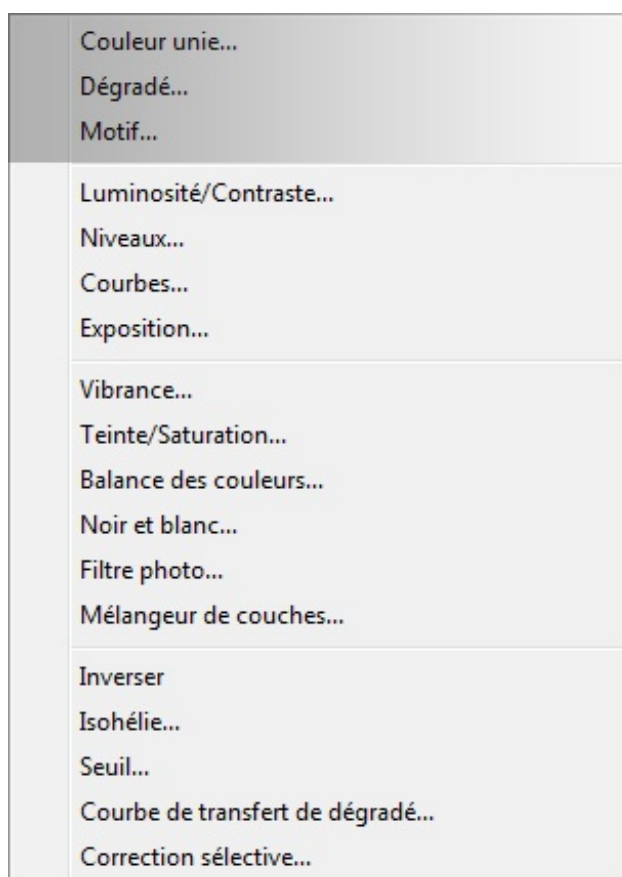 Couleur unie...
Dégradé...
Motif...
Luminosité/Contraste...
Niveaux...
Courbes...
Exposition...
Vibrance...
Teinte/Saturation...
Balance des couleurs...
Noir et blanc...
Filtre photo...
Mélangeur de couches...
Inverser
Isohélie...
Seuil...
Courbe de transfert de dégradé...
Correction sélective...